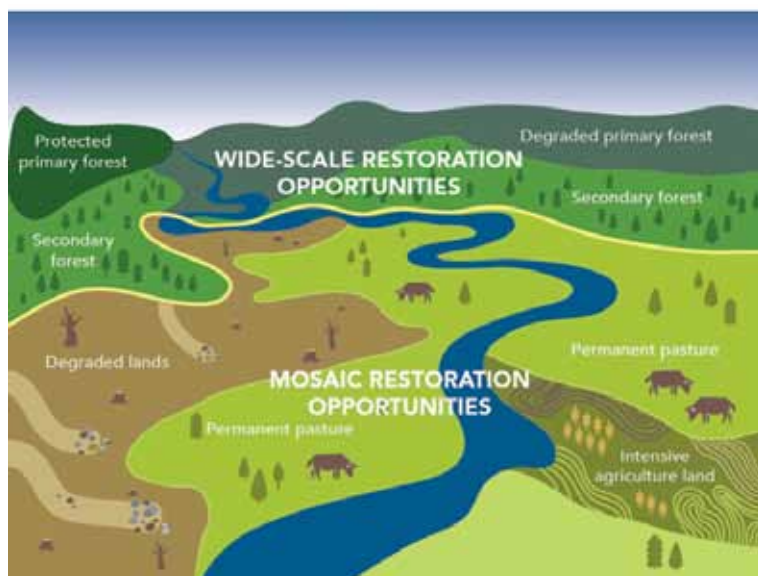 Protected
primary forest
Degraded primary forest
WIDE-SCALE RESTORATION
OPPORTUNITIES
Secondary forest
Secondary
forest
Degraded lands
Permanent pasture
MOSAIC RESTORATION
OPPORTUNITIES
Permanent pasture
Intensive
agriculture land